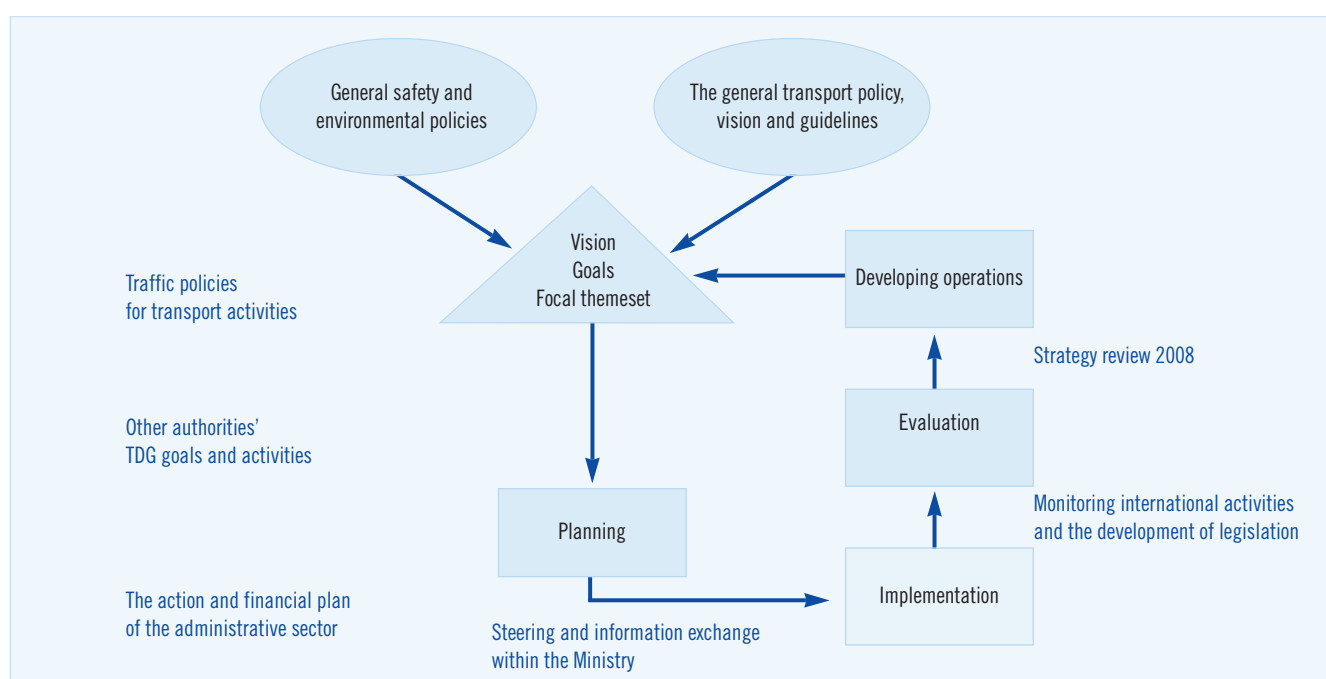 General safety and
environmental policies
The general transport policy,
vision and guidelines
Vision
Goals
Focal themeset
Developing operations
Traffic policies
for transport activities
Strategy review 2008
Other authorities'
TDG goals and activities
Evaluation
Monitoring international activities
and the development of legislation
Planning
Implementation
The action and financial plan
of the administrative sector
Steering and information exchange
within the Ministry